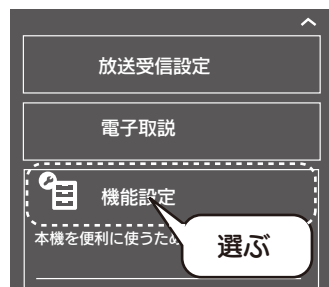 放送受信設定
電子取説
機能設定
本機を便利に使うため
選ぶ